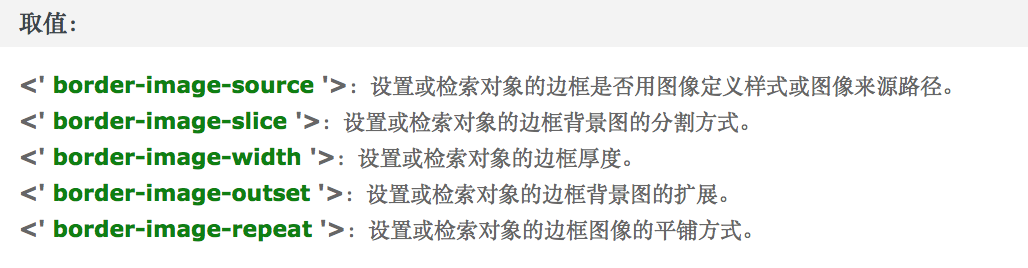 取值：
<' border-image-source '>：设置或检索对象的边框是否用图像定义样式或图像来源路径。
<' border-image-slice '>：设置或检索对象的边框背景图的分割方式。
<' border-image-width '>：设置或检索对象的边框厚度。
<' border-image-outset '>：设置或检索对象的边框背景图的扩展。
<' border-image-repeat '>：设置或检索对象的边框图像的平铺方式。